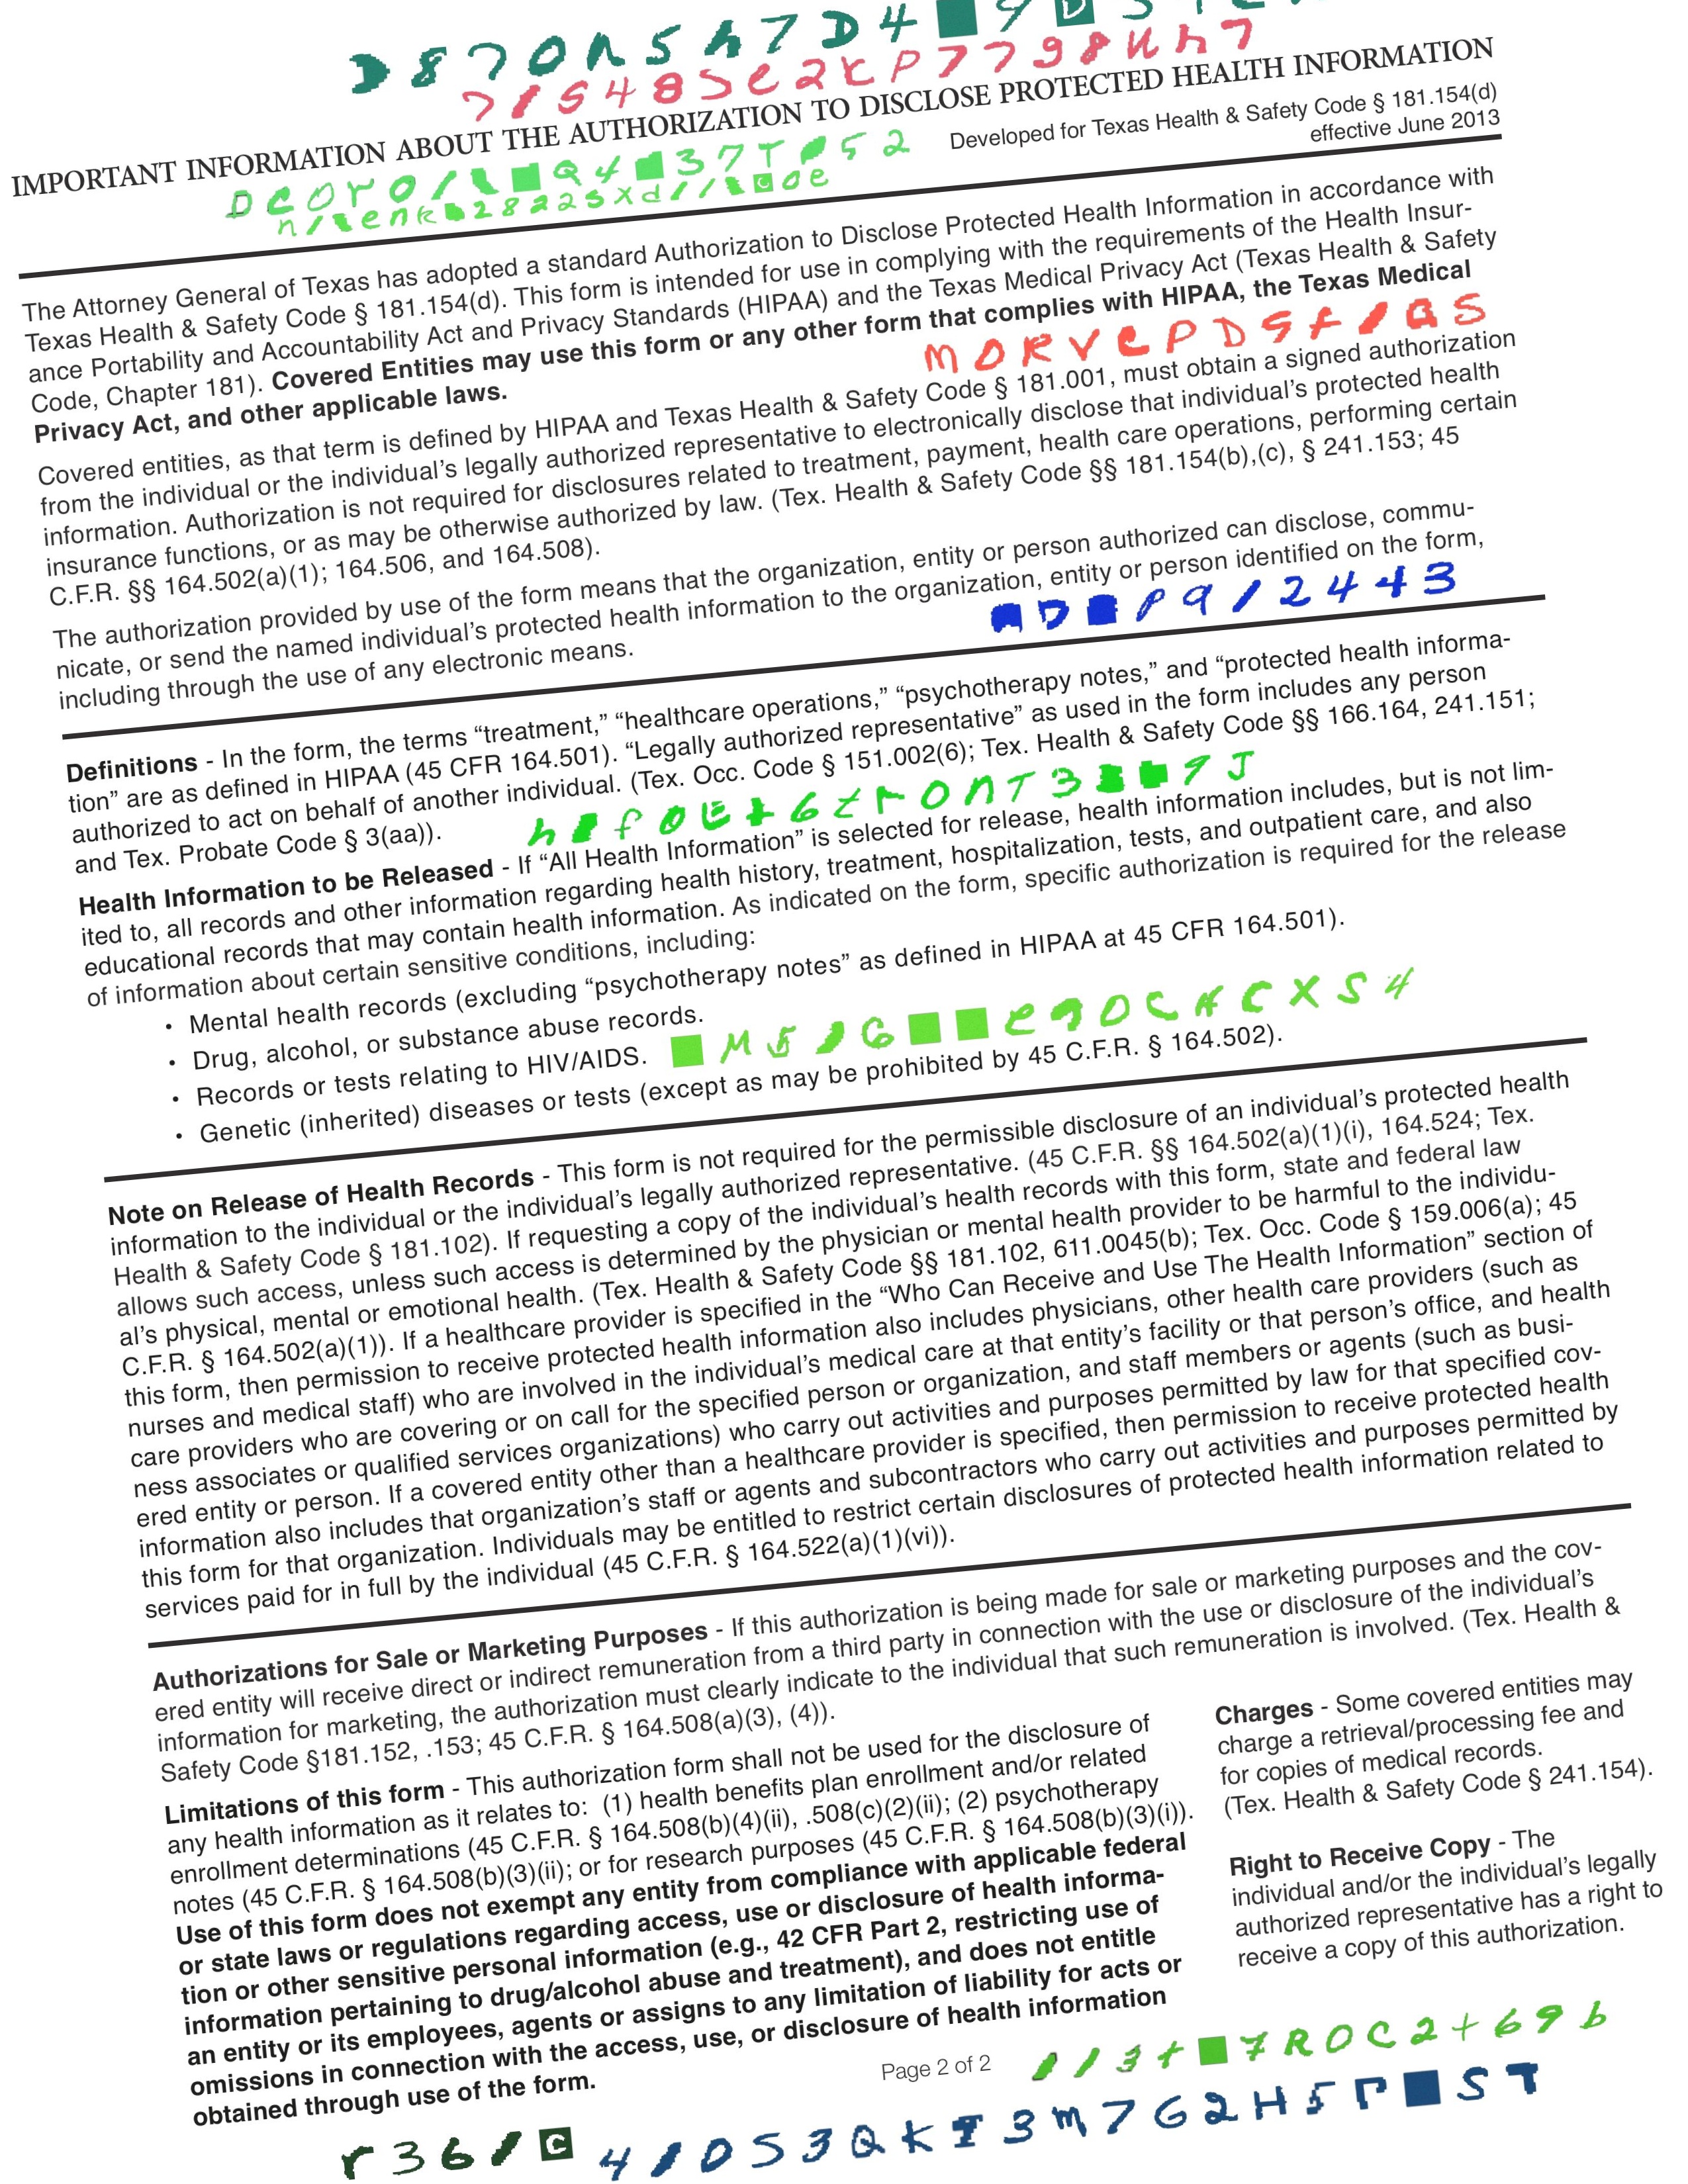 IMPORTANT INFORMATION ABOUT THE AUTHORIZATION TO DISCLOSE PROTECTED HEALTH INFORMATION
Developed for Texas Health & Safety Code § 181.154(d)
effective June 2013
The Attorney General of Texas has adopted a standard Authorization to Disclose Protected Health Information in accordance with
Texas Health & Safety Code § 181.154(d). This form is intended for use in complying with the requirements of the Health Insur-
ance Portability and Accountability Act and Privacy Standards (HIPAA) and the Texas Medical Privacy Act (Texas Health & Safety
Code, Chapter 181). Covered Entities may use this form or any other form that complies with HIPAA, the Texas Medical
Privacy Act, and other applicable laws.
Covered entities, as that term is defined by HIPAA and Texas Health & Safety Code § 181.001, must obtain a signed authorization
from the individual or the individual's legally authorized representative to electronically disclose that individual's protected health
information. Authorization is not required for disclosures related to treatment, payment, health care operations, performing certain
insurance functions, or as may be otherwise authorized by law. (Tex. Health & Safety Code §§ 181.154(b),(c), § 241.153; 45
C.F.R. §§ 164.502(a)(1); 164.506, and 164.508).
The authorization provided by use of the form means that the organization, entity or person authorized can disclose, commu-
nicate, or send the named individual's protected health information to the organization, entity or person identified on the form,
including through the use of any electronic means.
Definitions - In the form, the terms “treatment,” “healthcare operations,” “psychotherapy notes,” and “protected health informa-
tion” are as defined in HIPAA (45 CFR 164.501). “Legally authorized representative” as used in the form includes any person
authorized to act on behalf of another individual. (Tex. Occ. Code § 151.002(6); Tex. Health & Safety Code §§ 166.164, 241.151;
and Tex. Probate Code § 3(aa)).
Health Information to be Released - If “All Health Information” is selected for release, health information includes, but is not lim-
ited to, all records and other information regarding health history, treatment, hospitalization, tests, and outpatient care, and also
educational records that may contain health information. As indicated on the form, specific authorization is required for the release
of information about certain sensitive conditions, including:
• Mental health records (excluding “psychotherapy notes” as defined in HIPAA at 45 CFR 164.501).
• Drug, alcohol, or substance abuse records.
• Records or tests relating to HIV/AIDS.
• Genetic (inherited) diseases or tests (except as may be prohibited by 45 C.F.R. § 164.502).
Note on Release of Health Records - This form is not required for the permissible disclosure of an individual's protected health
information to the individual or the individual's legally authorized representative. (45 C.F.R. §§ 164.502(a)(1)(i), 164.524; Tex.
Health & Safety Code § 181.102). If requesting a copy of the individual's health records with this form, state and federal law
allows such access, unless such access is determined by the physician or mental health provider to be harmful to the individu-
al's physical, mental or emotional health. (Tex. Health & Safety Code §§ 181.102, 611.0045(b); Tex. Occ. Code § 159.006(a); 45
C.F.R. § 164.502(a)(1)). If a healthcare provider is specified in the “Who Can Receive and Use The Health Information” section of
this form, then permission to receive protected health information also includes physicians, other health care providers (such as
nurses and medical staff) who are involved in the individual's medical care at that entity's facility or that person's office, and health
care providers who are covering or on call for the specified person or organization, and staff members or agents (such as busi-
ness associates or qualified services organizations) who carry out activities and purposes permitted by law for that specified cov-
ered entity or person. If a covered entity other than a healthcare provider is specified, then permission to receive protected health
information also includes that organization's staff or agents and subcontractors who carry out activities and purposes permitted by
this form for that organization. Individuals may be entitled to restrict certain disclosures of protected health information related to
services paid for in full by the individual (45 C.F.R. § 164.522(a)(1)(vi)).
Authorizations for Sale or Marketing Purposes - If this authorization is being made for sale or marketing purposes and the cov-
ered entity will receive direct or indirect remuneration from a third party in connection with the use or disclosure of the individual's
information for marketing, the authorization must clearly indicate to the individual that such remuneration is involved. (Tex. Health &
Safety Code §181.152, .153; 45 C.F.R. § 164.508(a)(3), (4)).
Limitations of this form - This authorization form shall not be used for the disclosure of
any health information as it relates to: (1) health benefits plan enrollment and/or related
enrollment determinations (45 C.F.R. § 164.508(b)(4)(ii), .508(c)(2)(ii); (2) psychotherapy
notes (45 C.F.R. § 164.508(b)(3)(ii); or for research purposes (45 C.F.R. § 164.508(b)(3)(i)).
Use of this form does not exempt any entity from compliance with applicable federal
or state laws or regulations regarding access, use or disclosure of health informa-
tion or other sensitive personal information (e.g., 42 CFR Part 2, restricting use of
information pertaining to drug/alcohol abuse and treatment), and does not entitle
an entity or its employees, agents or assigns to any limitation of liability for acts or
omissions in connection with the access, use, or disclosure of health information
obtained through use of the form.
Charges - Some covered entities may
charge a retrieval/processing fee and
for copies of medical records.
(Tex. Health & Safety Code § 241.154).
Right to Receive Copy - The
individual and/or the individual's legally
authorized representative has a right to
receive a copy of this authorization.
Page 2 of 2